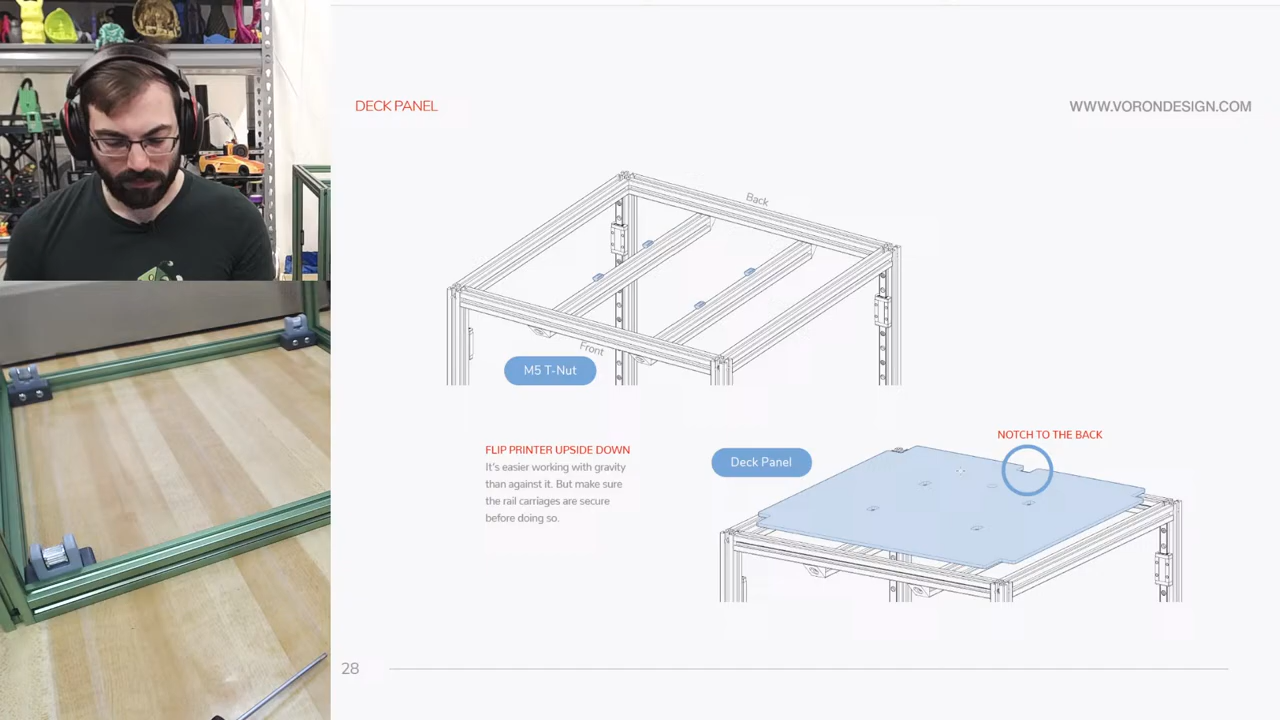 DECK PANEL
WWW.VORONDESIGN.COM
Back
Front
M5 T-Nut
NOTCH TO THE BACK
FLIP PRINTER UPSIDE DOWN
It's easier working with gravity
than against it. But make sure
the rail carriages are secure
before doing so.
Deck Panel
28